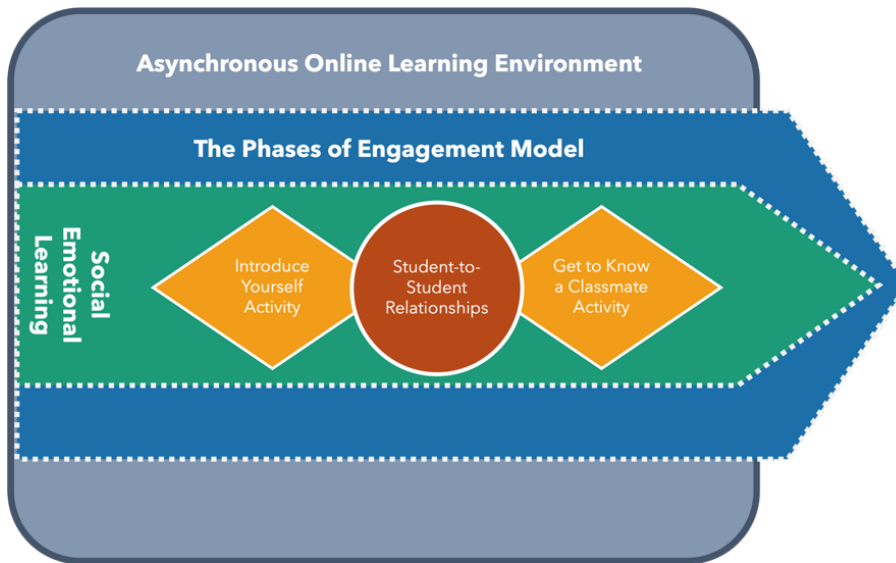 Asynchronous Online Learning Environment
The Phases of Engagement Model
Social
Emotional
Learning
Introduce
Yourself
Activity
Student-to-
Student
Relationships
Get to Know
a Classmate
Activity